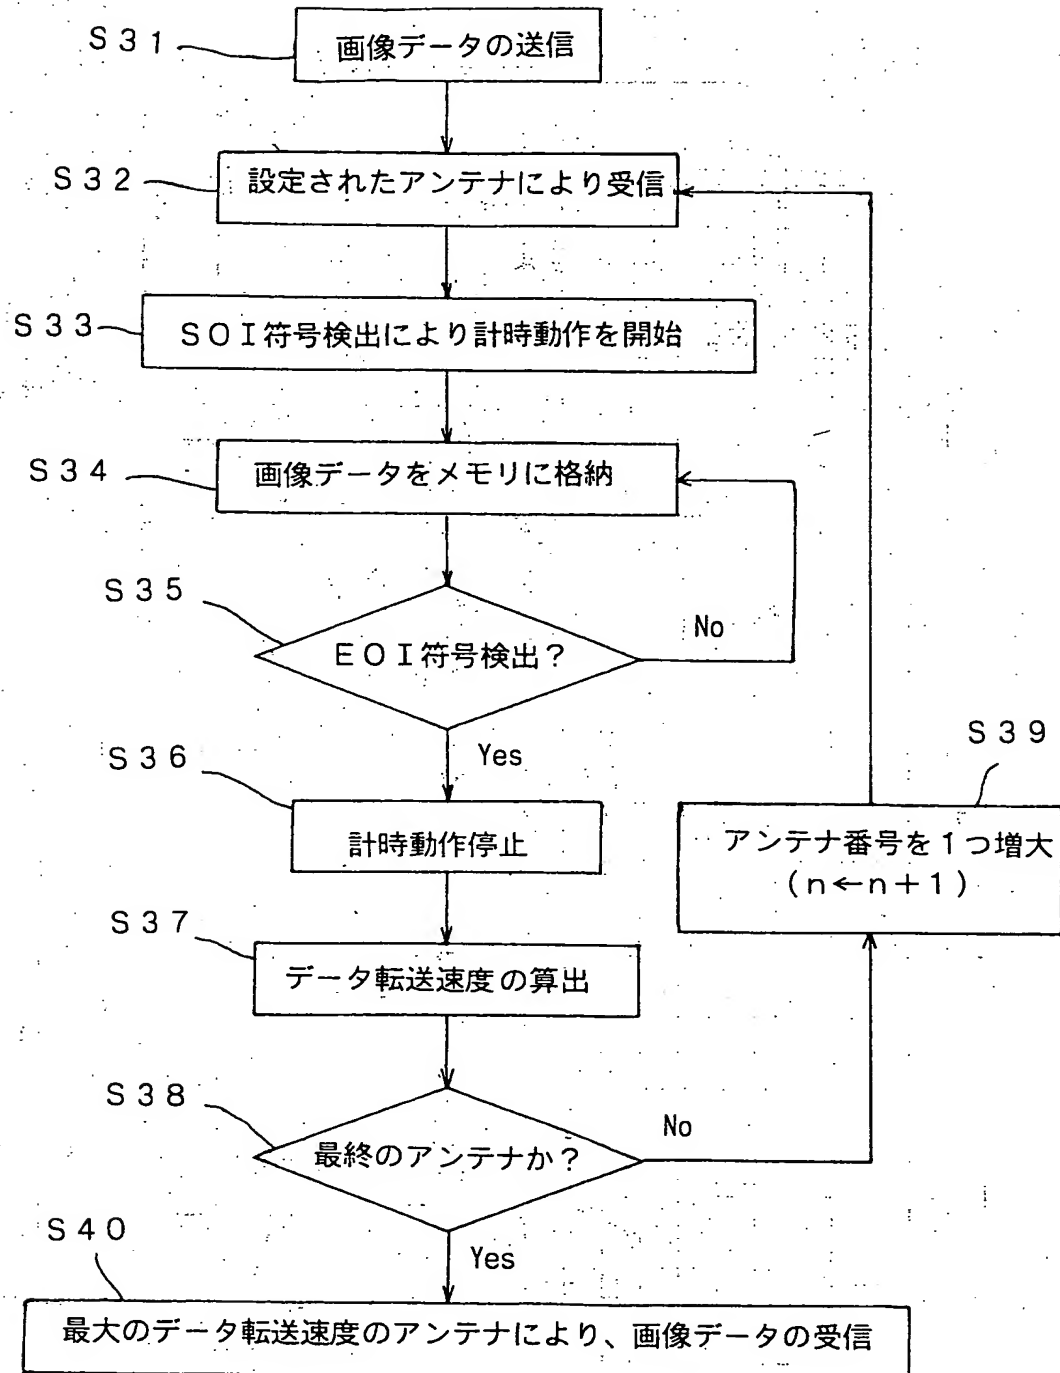 S31
画像データの送信
S32
設定されたアンテナにより受信
S33
SOI符号検出により計時動作を開始
S34
画像データをメモリに格納
S35
EOI符号検出?
No
Yes
S36
計時動作停止
S39
アンテナ番号を1つ増大
(n←n+1)
S37
データ転送速度の算出
S38
最終のアンテナか?
No
Yes
S40
最大のデータ転送速度のアンテナにより、画像データの受信